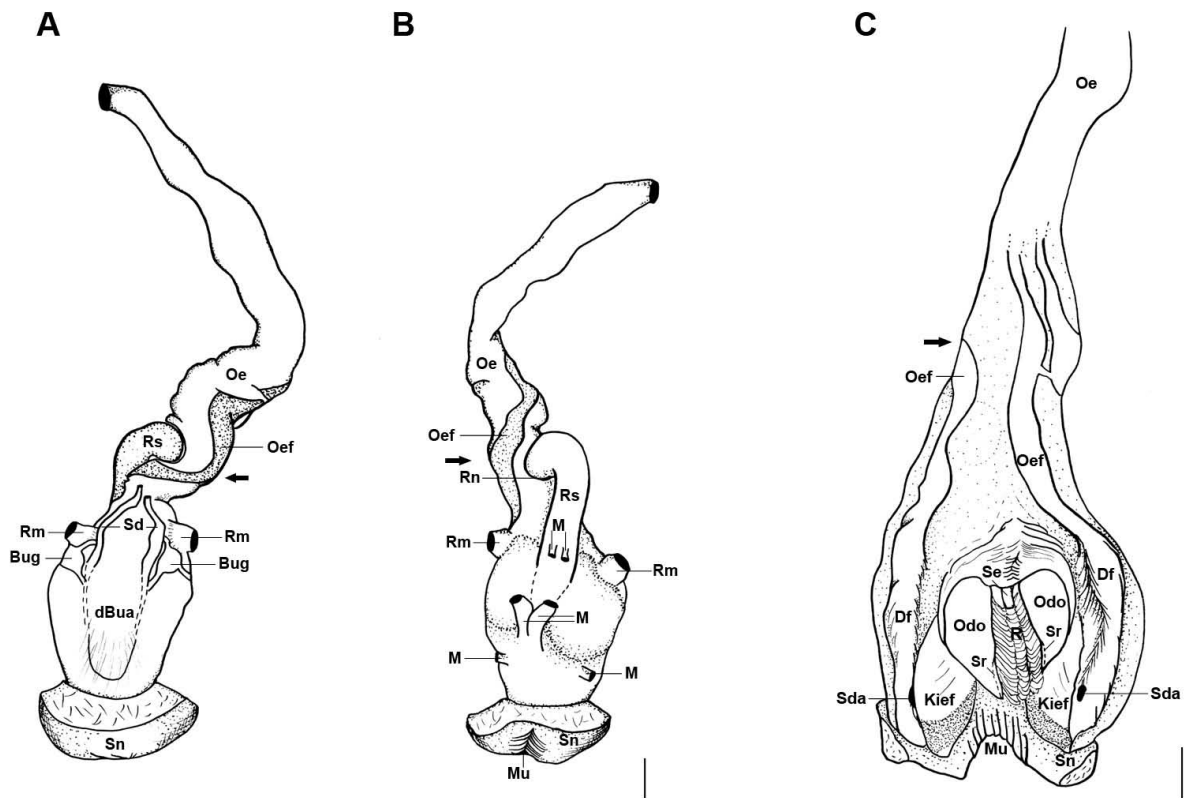 A
Oe
Rs
Oef
Rm
Sd
Rm
Bug
Bug
dBua
Sn
B
Oe
Oef
Rn
Rs
M
Rm
Rm
M
M
M
Sn
Mu
C
Oe
Oef
Oef
Se
Df
Df
Odo
Odo
R
Sr
Sr
Sda
Kief
Kief
Sda
Mu
Sn